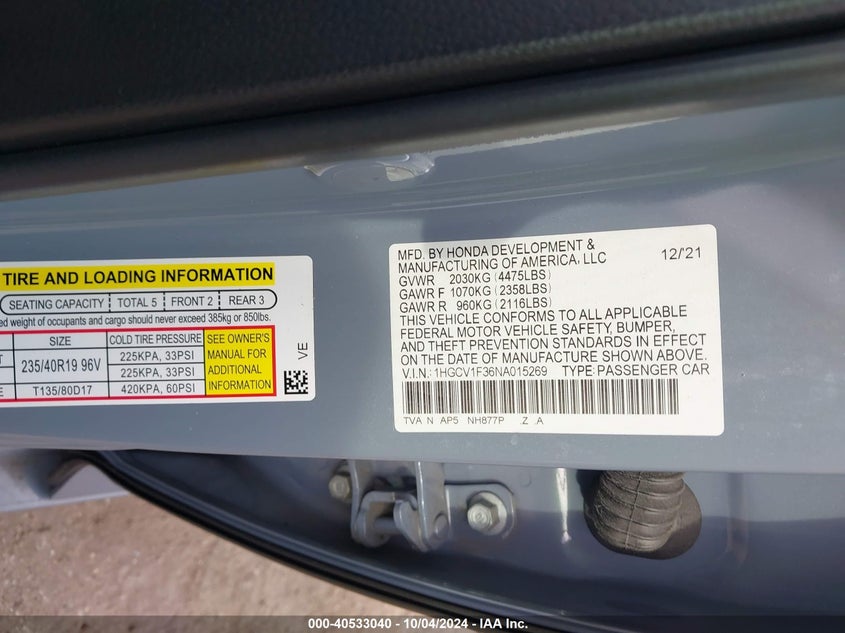 TIRE AND LOADING INFORMATION
SEATING CAPACITY TOTAL 5 FRONT 2 REAR 3
weight of occupants and cargo should never exceed 385kg or 850lbs.
SIZE COLD TIRE PRESSURE SEE OWNER'S MANUAL FOR ADDITIONAL INFORMATION
235/40R19 96V 225KPA, 33PSI
225KPA, 33PSI
T135/80D17 420KPA, 60PSI
VE
MFD. BY HONDA DEVELOPMENT & 12/21
MANUFACTURING OF AMERICA, LLC
GVWR 2030KG (4475LBS)
GAWR F 1070KG (2358LBS)
GAWR R 960KG (2116LBS)
THIS VEHICLE CONFORMS TO ALL APPLICABLE
FEDERAL MOTOR VEHICLE SAFETY, BUMPER,
AND THEFT PREVENTION STANDARDS IN EFFECT
ON THE DATE OF MANUFACTURE SHOWN ABOVE.
V.I.N.: 1HGCV1F36NA015269 TYPE: PASSENGER CAR
TVA N AP5 NH877P .Z .A
000-40533040 - 10/04/2024 - IAA Inc.